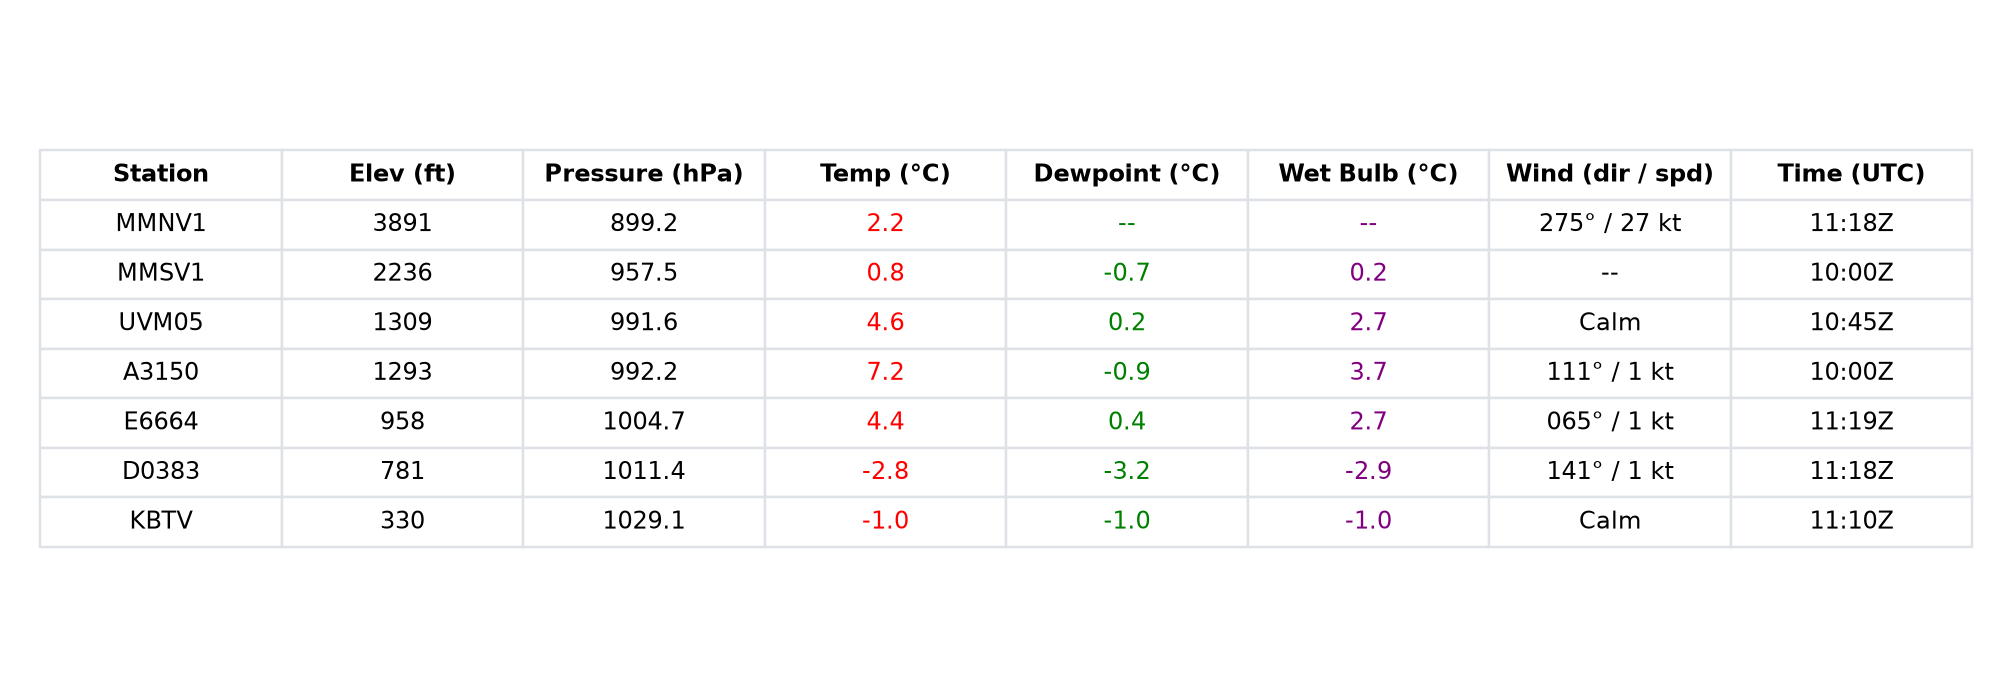 Station Elev (ft) Pressure (hPa) Temp (°C) Dewpoint (°C) Wet Bulb (°C) Wind (dir / spd) Time (UTC)
MMNV1 3891 899.2 2.2 -- -- 275° / 27 kt 11:18Z
MMSV1 2236 957.5 0.8 -0.7 0.2 -- 10:00Z
UVM05 1309 991.6 4.6 0.2 2.7 Calm 10:45Z
A3150 1293 992.2 7.2 -0.9 3.7 111° / 1 kt 10:00Z
E6664 958 1004.7 4.4 0.4 2.7 065° / 1 kt 11:19Z
D0383 781 1011.4 -2.8 -3.2 -2.9 141° / 1 kt 11:18Z
KBTV 330 1029.1 -1.0 -1.0 -1.0 Calm 11:10Z